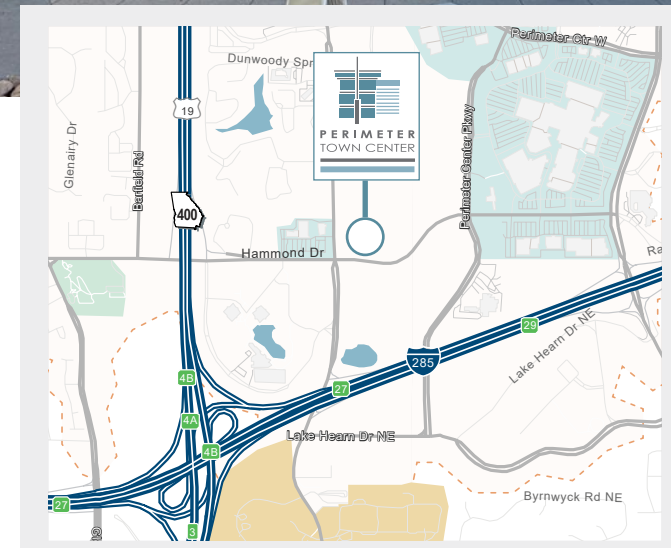 Perimeter Ctr W
Dunwoody Spr
19
PERIMETER
TOWN CENTER
Glenairy Dr
Barfield Rd
Perimeter Center Pkwy
400
Hammond Dr
Ra
29
285
Lake Hearn Dr NE
4B
27
4A
Lake Hearn Dr NE
4B
27
Byrnwyck Rd NE
3